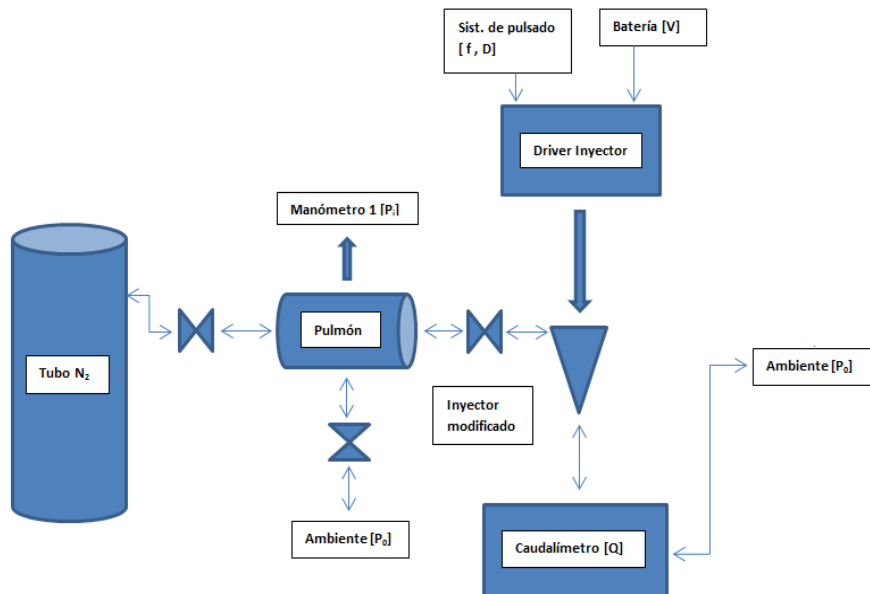 Sist. de pulsado
[ f , D]
Batería [V]
Driver Inyector
Manómetro 1 [Pᵢ]
Pulmón
Tubo N₂
Inyector
modificado
Ambiente [P₀]
Ambiente [P₀]
Caudalímetro [Q]